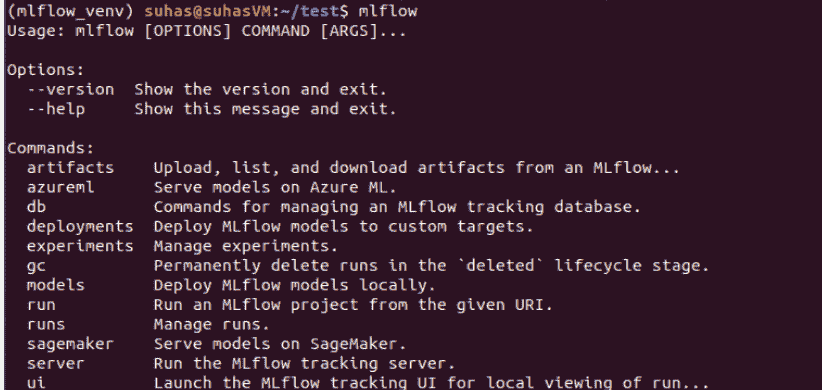 (mlflow_venv) suhas@suhasVM:~/test$ mlflow
Usage: mlflow [OPTIONS] COMMAND [ARGS]...
Options:
--version  Show the version and exit.
--help     Show this message and exit.
Commands:
artifacts    Upload, list, and download artifacts from an MLflow...
azureml      Serve models on Azure ML.
db           Commands for managing an MLflow tracking database.
deployments  Deploy MLflow models to custom targets.
experiments  Manage experiments.
gc           Permanently delete runs in the `deleted` lifecycle stage.
models       Deploy MLflow models locally.
run          Run an MLflow project from the given URI.
runs         Manage runs.
sagemaker    Serve models on SageMaker.
server       Run the MLflow tracking server.
ui           Launch the MLflow tracking UI for local viewing of run...